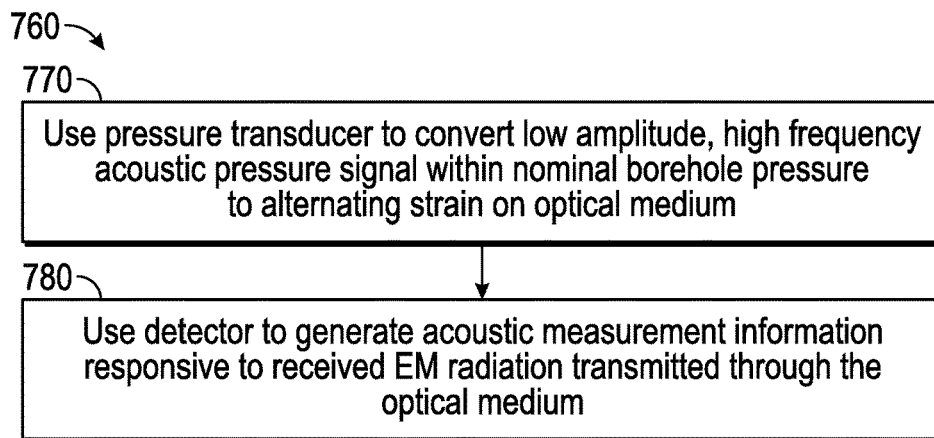 760
770
Use pressure transducer to convert low amplitude, high frequency
acoustic pressure signal within nominal borehole pressure
to alternating strain on optical medium
780
Use detector to generate acoustic measurement information
responsive to received EM radiation transmitted through the
optical medium